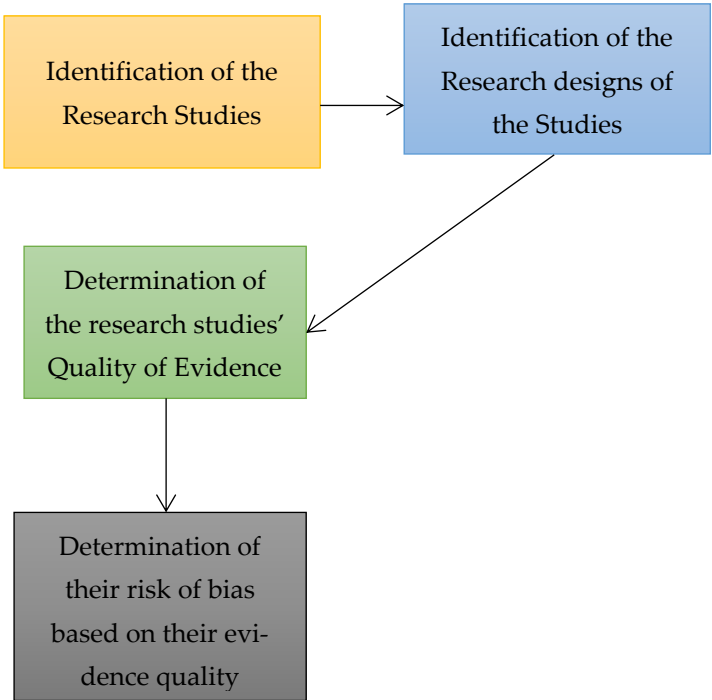 Identification of the
Research Studies
Identification of the
Research designs of
the Studies
Determination of
the research studies’
Quality of Evidence
Determination of
their risk of bias
based on their evi-
dence quality